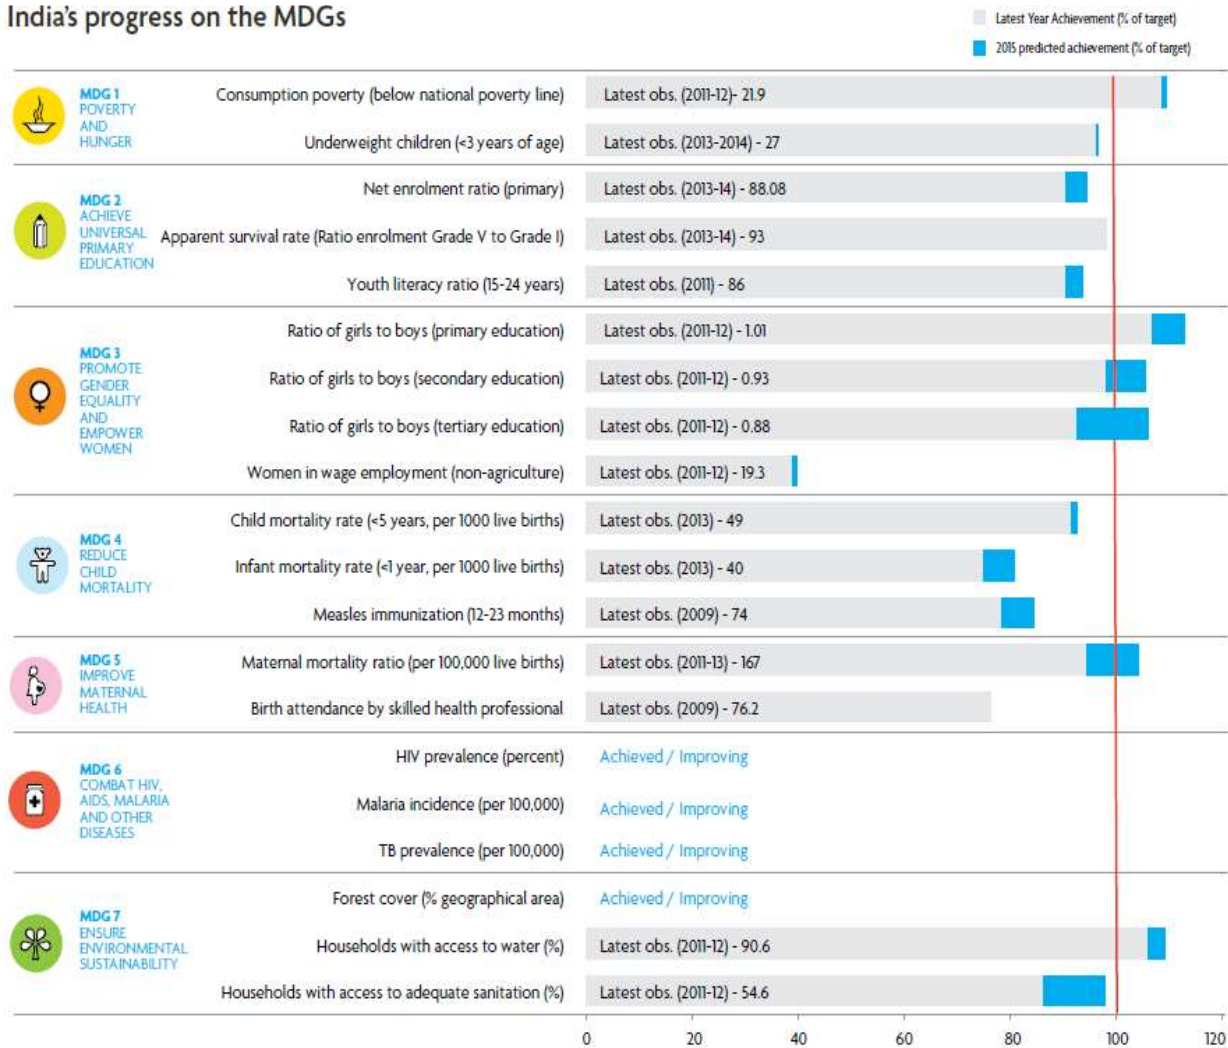 India's progress on the MDGs
Latest Year Achievement (% of target)
2015 predicted achievement (% of target)
MDG 1
POVERTY
AND
HUNGER
Consumption poverty (below national poverty line) Latest obs. (2011-12)- 21.9
Underweight children (<3 years of age) Latest obs. (2013-2014) - 27
MDG 2
ACHIEVE
UNIVERSAL
PRIMARY
EDUCATION
Net enrolment ratio (primary) Latest obs. (2013-14) - 88.08
Apparent survival rate (Ratio enrolment Grade V to Grade I) Latest obs. (2013-14) - 93
Youth literacy ratio (15-24 years) Latest obs. (2011) - 86
MDG 3
PROMOTE
GENDER
EQUALITY
AND
EMPOWER
WOMEN
Ratio of girls to boys (primary education) Latest obs. (2011-12) - 1.01
Ratio of girls to boys (secondary education) Latest obs. (2011-12) - 0.93
Ratio of girls to boys (tertiary education) Latest obs. (2011-12) - 0.88
Women in wage employment (non-agriculture) Latest obs. (2011-12) - 19.3
MDG 4
REDUCE
CHILD
MORTALITY
Child mortality rate (<5 years, per 1000 live births) Latest obs. (2013) - 49
Infant mortality rate (<1 year, per 1000 live births) Latest obs. (2013) - 40
Measles immunization (12-23 months) Latest obs. (2009) - 74
MDG 5
IMPROVE
MATERNAL
HEALTH
Maternal mortality ratio (per 100,000 live births) Latest obs. (2011-13) - 167
Birth attendance by skilled health professional Latest obs. (2009) - 76.2
MDG 6
COMBAT HIV,
AIDS, MALARIA
AND OTHER
DISEASES
HIV prevalence (percent) Achieved / Improving
Malaria incidence (per 100,000) Achieved / Improving
TB prevalence (per 100,000) Achieved / Improving
MDG 7
ENSURE
ENVIRONMENTAL
SUSTAINABILITY
Forest cover (% geographical area) Achieved / Improving
Households with access to water (%) Latest obs. (2011-12) - 90.6
Households with access to adequate sanitation (%) Latest obs. (2011-12) - 54.6
0 20 40 60 80 100 120